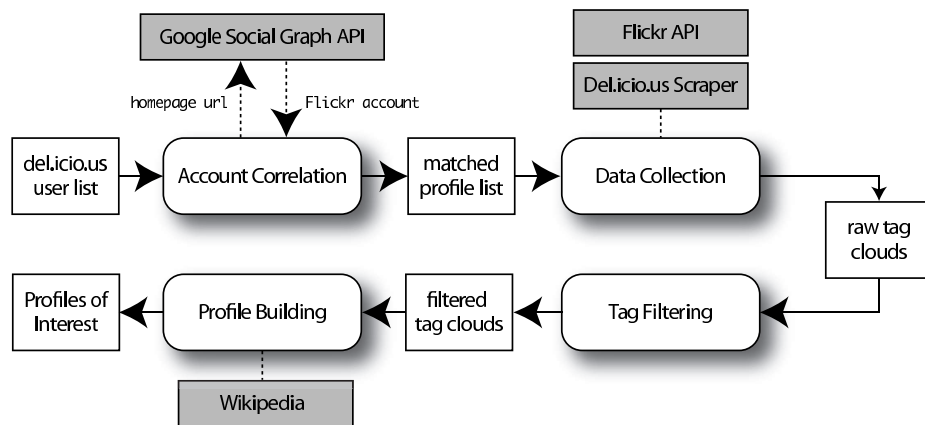 Google Social Graph API
Flickr API
Del.icio.us Scraper
homepage url
Flickr account
del.icio.us
user list
Account Correlation
matched
profile list
Data Collection
raw tag
clouds
Profiles of
Interest
Profile Building
filtered
tag clouds
Tag Filtering
Wikipedia